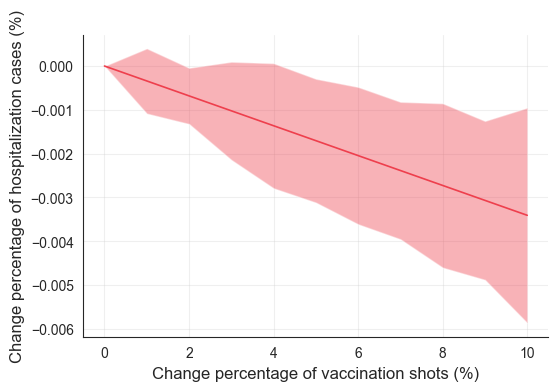 Change percentage of hospitalization cases (%)
0.000
−0.001
−0.002
−0.003
−0.004
−0.005
−0.006
0 2 4 6 8 10
Change percentage of vaccination shots (%)